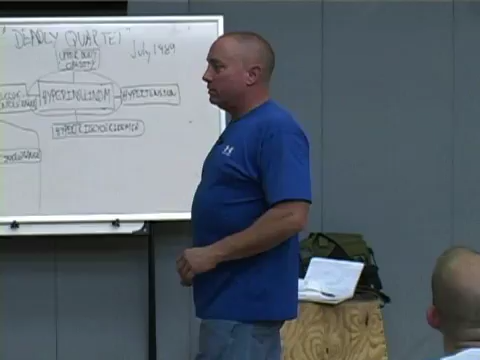 "DEADLY QUARTET"
July 1989
UPPER BODY
OBESITY
HYPERINSULINISM
HYPERTENSION
HYPERTRIGLYCERIDEMIA